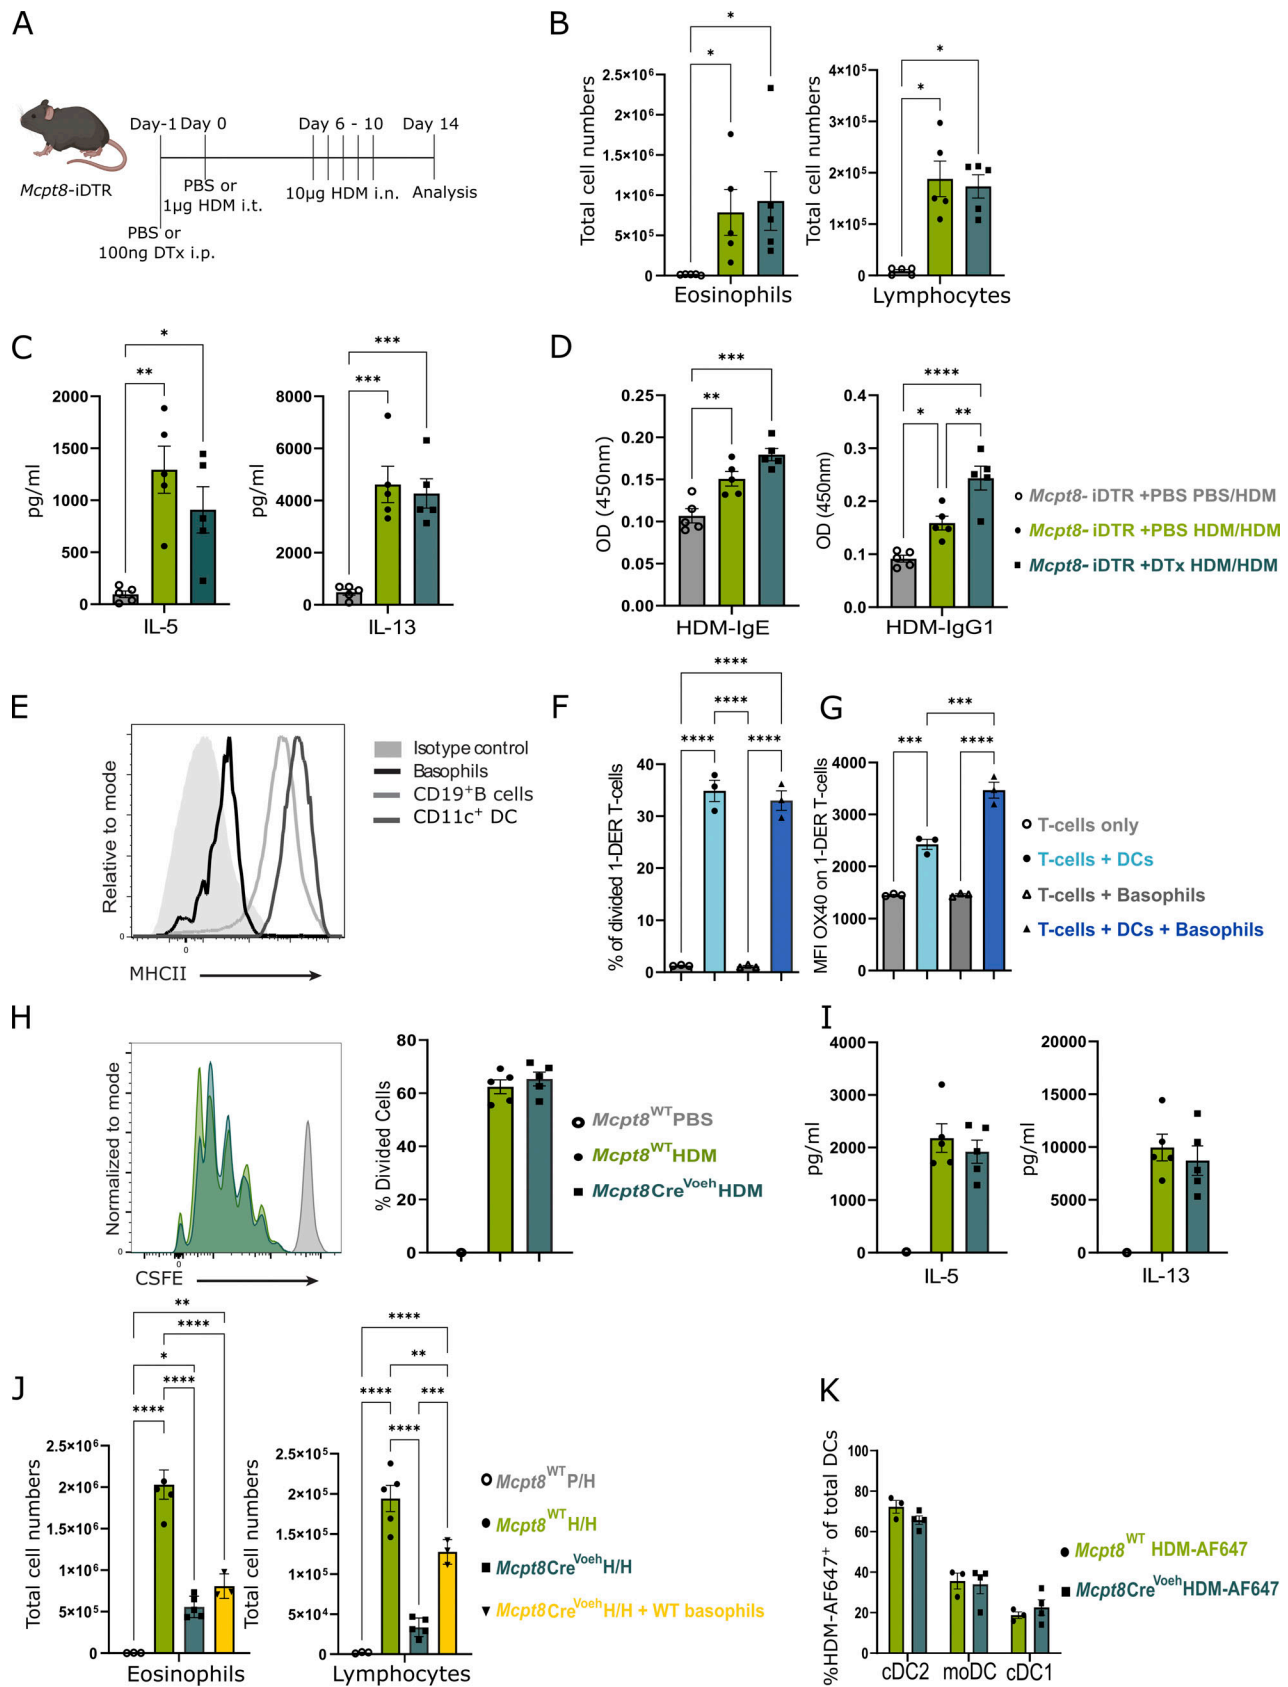 A
Day-1 Day 0
Day 6 - 10
Day 14
Mcpt8-iDTR
PBS or
1µg HDM i.t.
10µg HDM i.n.
Analysis
PBS or
100ng DTx i.p.
B
*
*
Total cell numbers
2.5×10⁶
2×10⁶
1.5×10⁶
1×10⁶
5×10⁵
0
Eosinophils
*
*
Total cell numbers
4×10⁵
3×10⁵
2×10⁵
1×10⁵
0
Lymphocytes
C
*
**
pg/ml
2000
1500
1000
500
0
IL-5
***
***
pg/ml
8000
6000
4000
2000
0
IL-13
D
***
**
OD (450nm)
0.25
0.20
0.15
0.10
0.05
0.00
HDM-IgE
****
*
**
OD (450nm)
0.4
0.3
0.2
0.1
0.0
HDM-IgG1
Mcpt8- iDTR +PBS PBS/HDM
Mcpt8- iDTR +PBS HDM/HDM
Mcpt8- iDTR +DTx HDM/HDM
E
Relative to mode
0
0
MHCII
Isotype control
Basophils
CD19⁺B cells
CD11c⁺ DC
F
****
****
****
****
% of divided 1-DER T-cells
40
30
20
10
0
G
***
***
****
MFI OX40 on 1-DER T-cells
4000
3000
2000
1000
0
T-cells only
T-cells + DCs
T-cells + Basophils
T-cells + DCs + Basophils
H
Normalized to mode
0
0
CSFE
% Divided Cells
80
60
40
20
0
Mcpt8ᵂᵀPBS
Mcpt8ᵂᵀHDM
Mcpt8Creⱽᵒᵉʰ HDM
I
pg/ml
4000
3000
2000
1000
0
IL-5
pg/ml
20000
15000
10000
5000
0
IL-13
J
**
****
*
****
****
Total cell numbers
2.5×10⁶
2×10⁶
1.5×10⁶
1×10⁶
5×10⁵
0
Eosinophils
****
**
****
***
****
Total cell numbers
2.5×10⁵
2×10⁵
1.5×10⁵
1×10⁵
5×10⁴
0
Lymphocytes
Mcpt8ᵂᵀ P/H
Mcpt8ᵂᵀ H/H
Mcpt8Creⱽᵒᵉʰ H/H
Mcpt8Creⱽᵒᵉʰ H/H + WT basophils
K
%HDM-AF647⁺ of total DCs
100
80
60
40
20
0
cDC2
moDC
cDC1
Mcpt8ᵂᵀ HDM-AF647
Mcpt8Creⱽᵒᵉʰ HDM-AF647